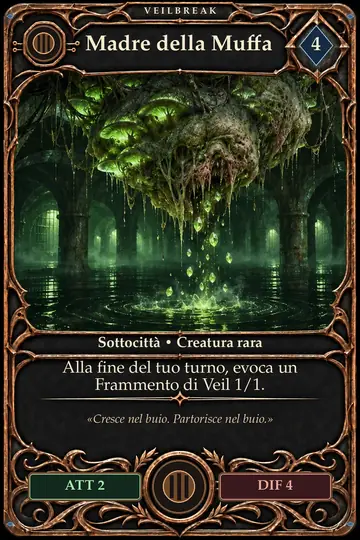 VEILBREAK
Madre della Muffa
4
Sottocittà • Creatura rara
Alla fine del tuo turno, evoca un
Frammento di Veil 1/1.
«Cresce nel buio. Partorisce nel buio.»
ATT 2
DIF 4